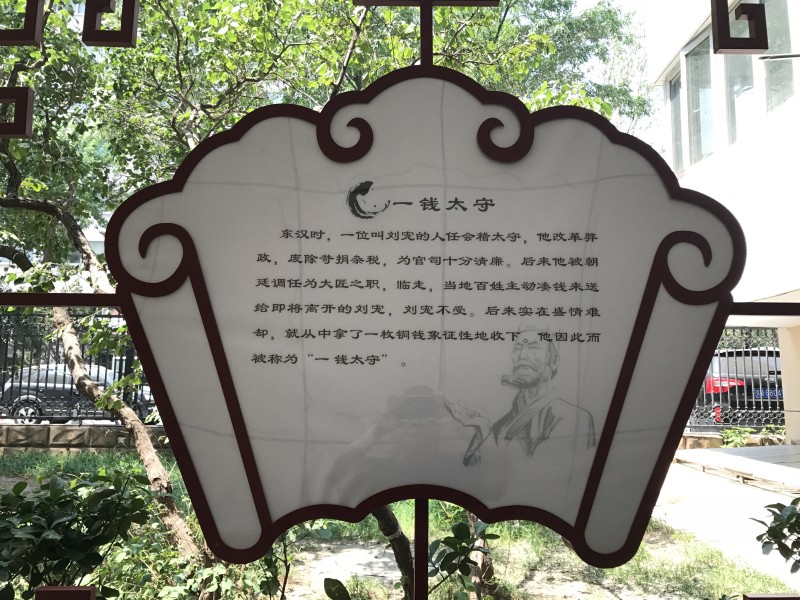 一钱太守
东汉时，一位叫刘宠的人任会稽太守，他改革弊
政，废除苛捐杂税，为官司十分清廉。后来他被朝
廷调任为大匠之职，临走，当地百姓主动凑钱来送
给即将离开的刘宠，刘宠不受。后来实在盛情难
却，就从中拿了一枚铜钱象征性地收下。他因此而
被称为“一钱太守”。